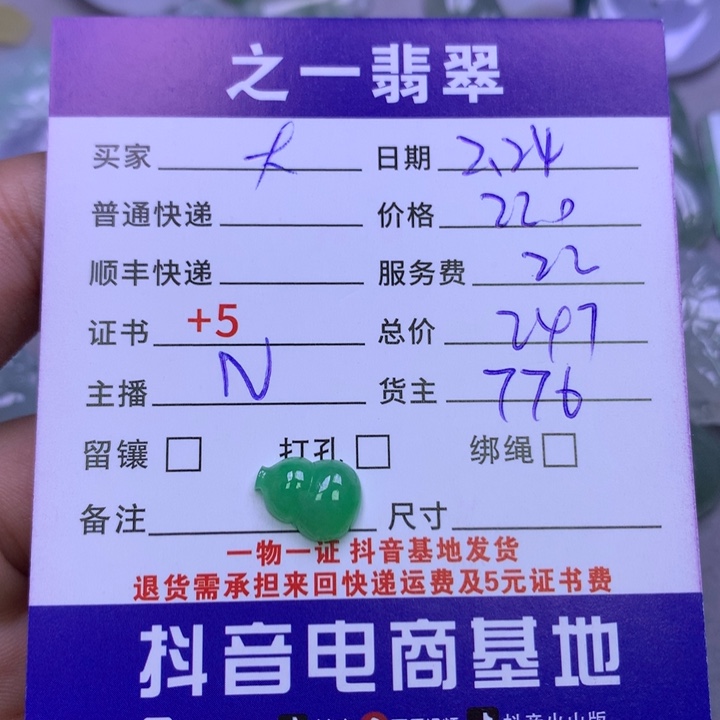 之一翡翠
买家 大 日期 2.24
普通快递 价格 220
顺丰快递 服务费 22
证书 +5 总价 247
主播 N 货主 776
留镶 打孔 绑绳
备注 尺寸
一物一证 抖音基地发货
退货需承担来回快递运费及5元证书费
抖音电商基地